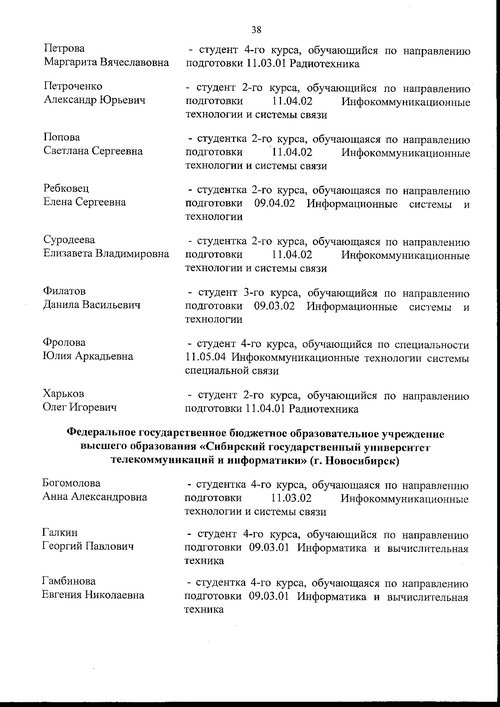 38
Петрова - студент 4-го курса, обучающийся по направлению
Маргарита Вячеславовна подготовки 11.03.01 Радиотехника
Петроченко - студент 2-го курса, обучающийся по направлению
Александр Юрьевич подготовки 11.04.02 Инфокоммуникационные
технологии и системы связи
Попова - студентка 2-го курса, обучающаяся по направлению
Светлана Сергеевна подготовки 11.04.02 Инфокоммуникационные
технологии и системы связи
Ребковец - студентка 2-го курса, обучающаяся по направлению
Елена Сергеевна подготовки 09.04.02 Информационные системы и
технологии
Суродеева - студентка 2-го курса, обучающаяся по направлению
Елизавета Владимировна подготовки 11.04.02 Инфокоммуникационные
технологии и системы связи
Филатов - студент 3-го курса, обучающийся по направлению
Данила Васильевич подготовки 09.03.02 Информационные системы и
технологии
Фролова - студент 4-го курса, обучающийся по специальности
Юлия Аркадьевна 11.05.04 Инфокоммуникационные технологии системы
специальной связи
Харьков - студент 2-го курса, обучающийся по направлению
Олег Игоревич подготовки 11.04.01 Радиотехника
Федеральное государственное бюджетное образовательное учреждение
высшего образования «Сибирский государственный университет
телекоммуникаций и информатики» (г. Новосибирск)
Богомолова - студентка 4-го курса, обучающаяся по направлению
Анна Александровна подготовки 11.03.02 Инфокоммуникационные
технологии и системы связи
Галкин - студент 4-го курса, обучающийся по направлению
Георгий Павлович подготовки 09.03.01 Информатика и вычислительная
техника
Гамбинова - студентка 4-го курса, обучающаяся по направлению
Евгения Николаевна подготовки 09.03.01 Информатика и вычислительная
техника